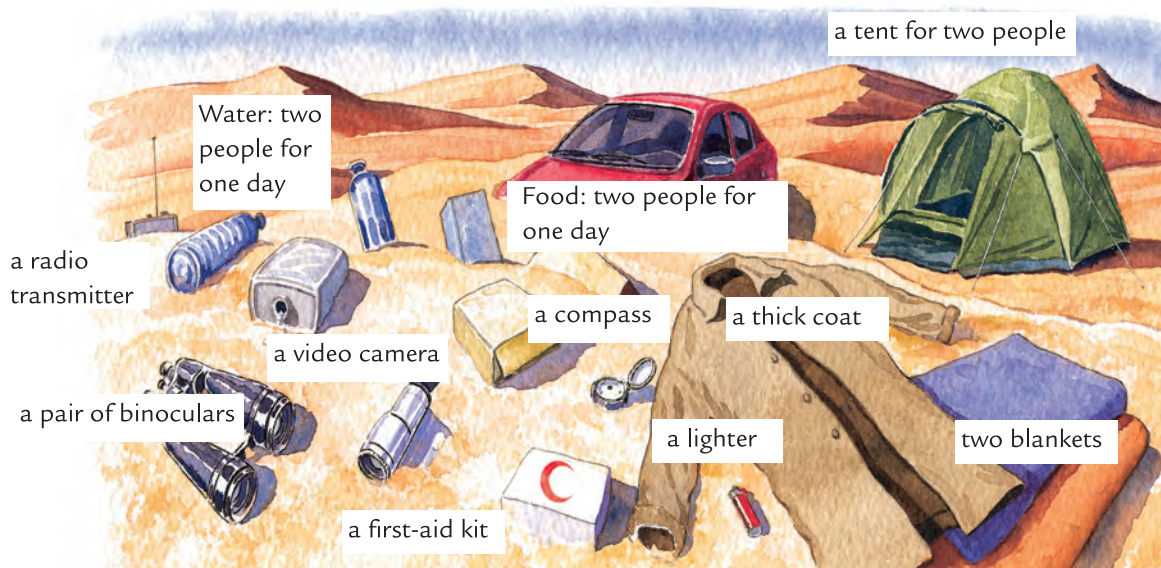 a tent for two people
Water: two
people for
one day
Food: two people for
one day
a radio
transmitter
a compass
a thick coat
a video camera
a pair of binoculars
a lighter
two blankets
a first-aid kit